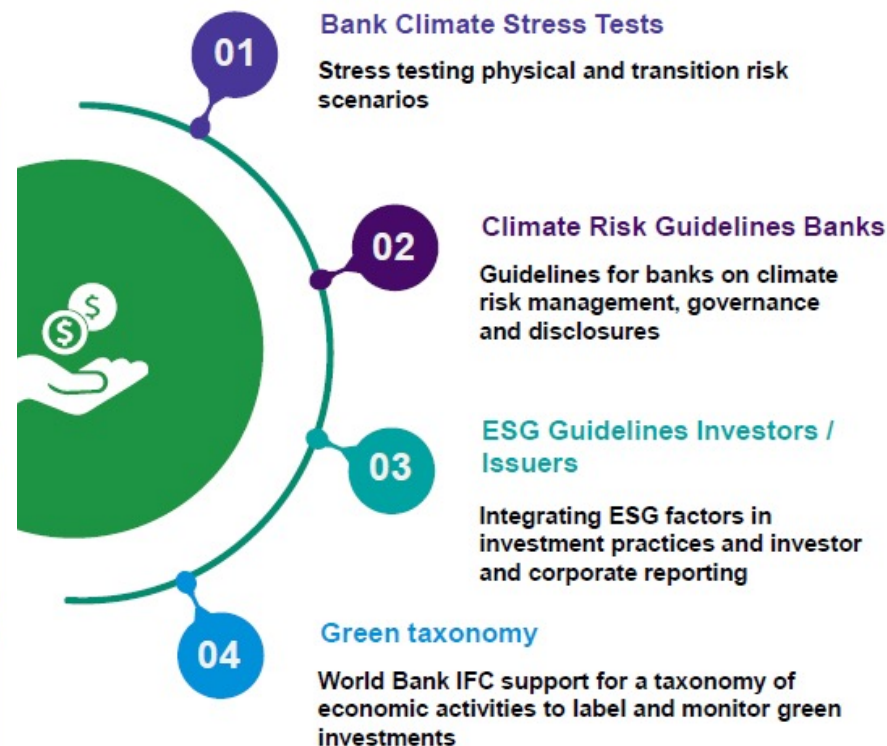 01
Bank Climate Stress Tests
Stress testing physical and transition risk
scenarios
02
Climate Risk Guidelines Banks
Guidelines for banks on climate
risk management, governance
and disclosures
$
$
03
ESG Guidelines Investors /
Issuers
Integrating ESG factors in
investment practices and investor
and corporate reporting
04
Green taxonomy
World Bank IFC support for a taxonomy of
economic activities to label and monitor green
investments